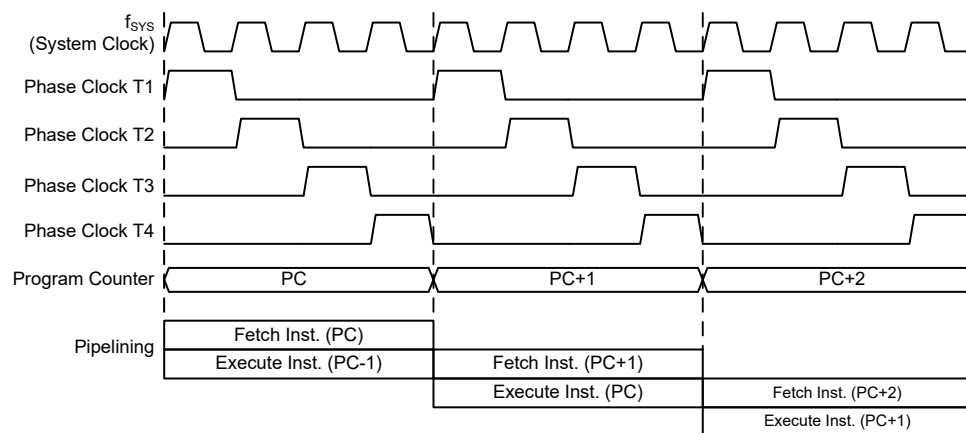 fSYS
(System Clock)
Phase Clock T1
Phase Clock T2
Phase Clock T3
Phase Clock T4
Program Counter PC PC+1 PC+2
Pipelining
Fetch Inst. (PC)
Execute Inst. (PC-1) Fetch Inst. (PC+1)
Execute Inst. (PC) Fetch Inst. (PC+2)
Execute Inst. (PC+1)